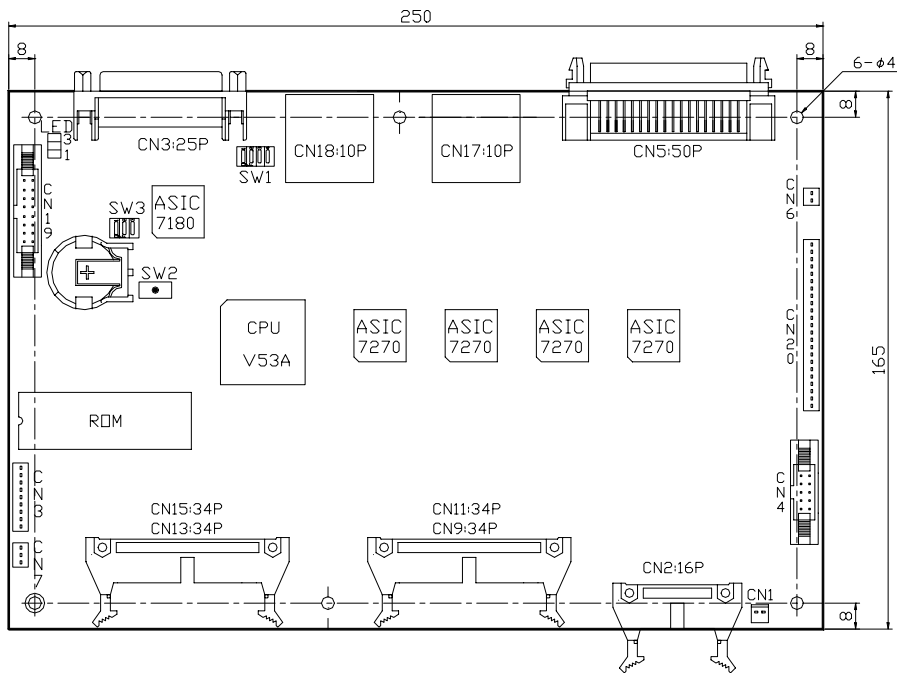 250
8
8
6-φ4
8
LED
3
1
CN3:25P
CN18:10P
CN17:10P
CN5:50P
SW1
CN19
ASIC
7180
CN6
SW3
SW2
CPU
V53A
ASIC
7270
ASIC
7270
ASIC
7270
ASIC
7270
CN20
165
ROM
CN3
CN4
CN15:34P
CN13:34P
CN11:34P
CN9:34P
CN7
CN2:16P
CN1
8